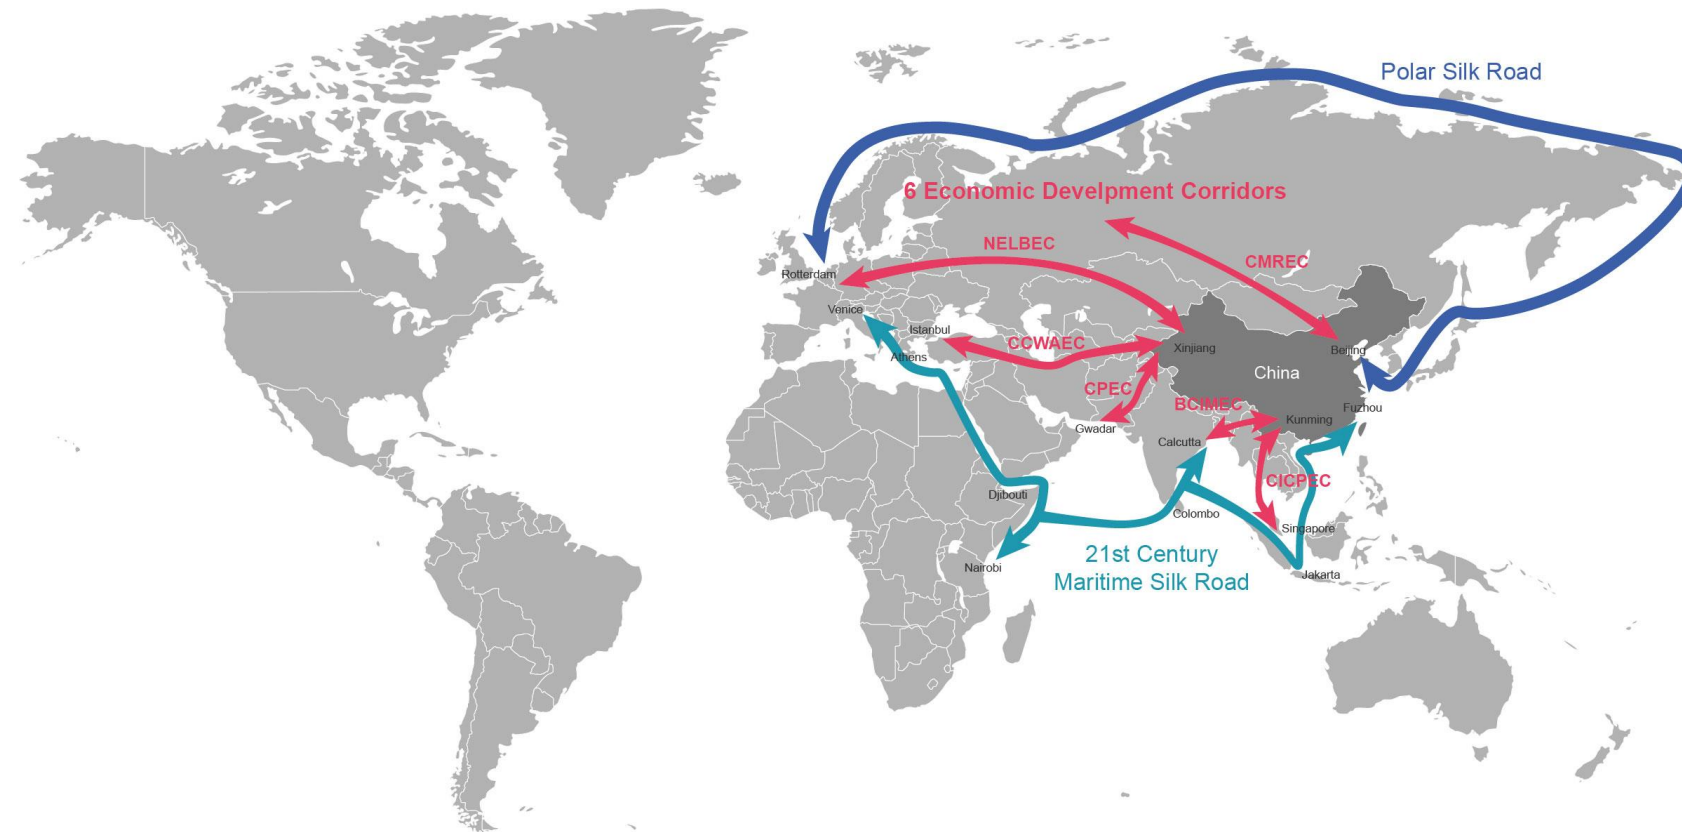 Polar Silk Road
6 Economic Develpment Corridors
NELBEC
CMREC
Rotterdam
Venice
Istanbul
CCWAEC
Xinjiang
Beijing
Athens
China
CPEC
BCIMEC
Fuzhou
Gwadar
Kunming
Calcutta
CICPEC
Djibouti
Colombo
Singapore
21st Century
Maritime Silk Road
Nairobi
Jakarta